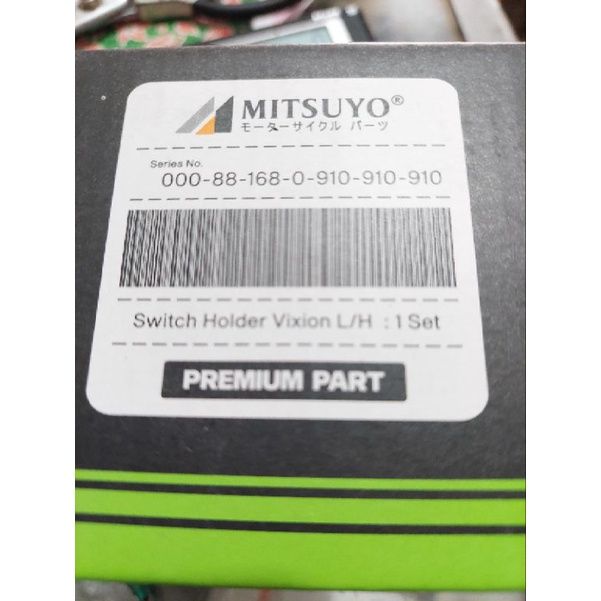 MITSUYO®
モーターサイクル パーツ
Series No.
000-88-168-0-910-910-910
Switch Holder Vixion L/H : 1 Set
PREMIUM PART